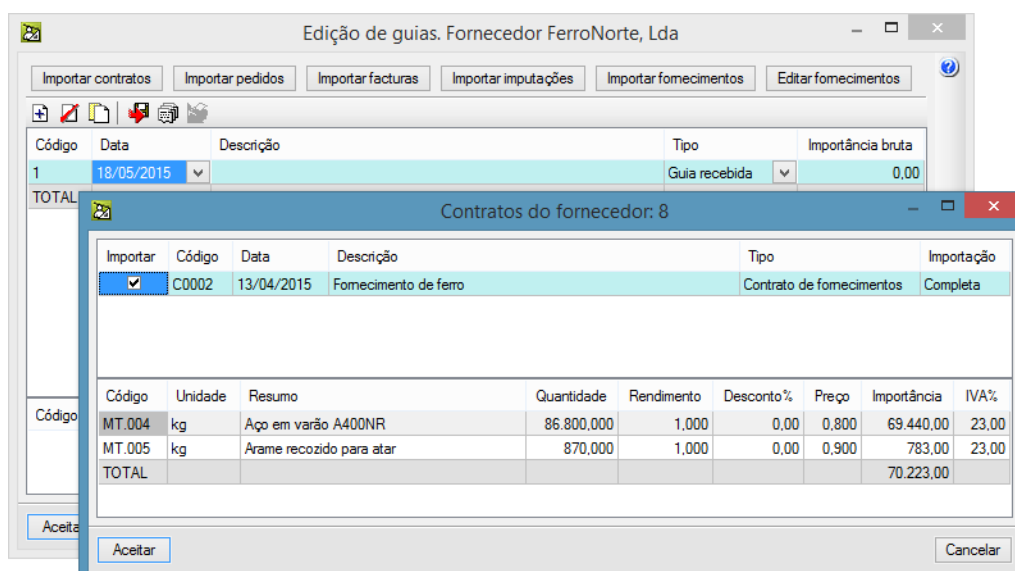 Edição de guias. Fornecedor FerroNorte, Lda
Importar contratos Importar pedidos Importar facturas Importar imputações Importar fornecimentos Editar fornecimentos
Código Data Descrição Tipo Importância bruta
1 18/05/2015 Guia recebida 0,00
TOTAL
Contratos do fornecedor: 8
Importar Código Data Descrição Tipo Importação
C0002 13/04/2015 Fornecimento de ferro Contrato de fornecimentos Completa
Código Unidade Resumo Quantidade Rendimento Desconto% Preço Importância IVA%
Código
MT.004 kg Aço em varão A400NR 86.800,000 1,000 0,00 0,800 69.440,00 23,00
MT.005 kg Arame recozido para atar 870,000 1,000 0,00 0,900 783,00 23,00
TOTAL 70.223,00
Aceita
Aceitar Cancelar